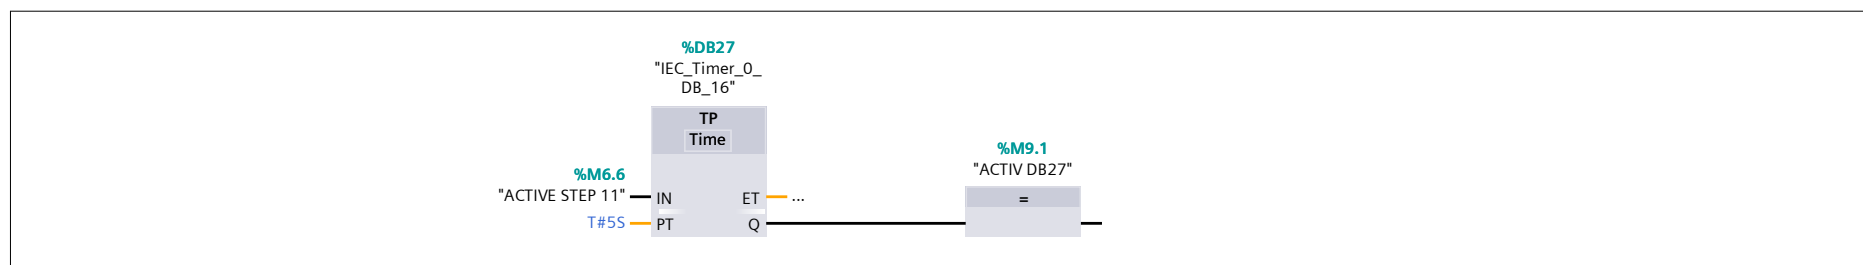 %DB27
"IEC_Timer_0_
DB_16"
TP
Time
%M9.1
"ACTIV DB27"
%M6.6
"ACTIVE STEP 11"
IN
ET
...
=
T#5S
PT
Q